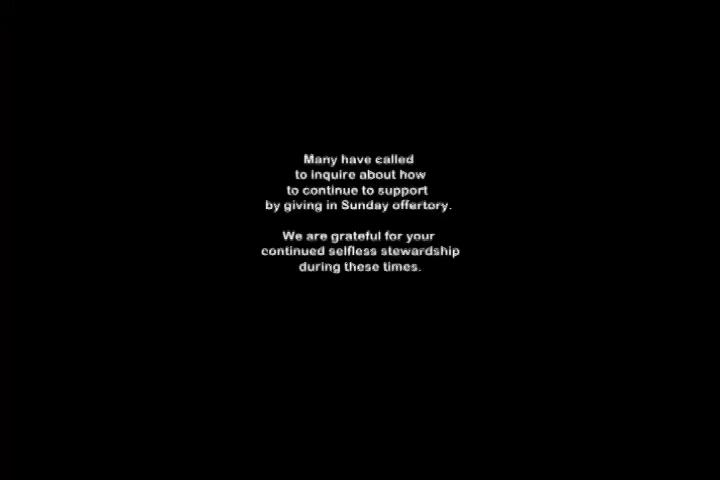 Many have called
to inquire about how
to continue to support
by giving in Sunday offertory.
We are grateful for your
continued selfless stewardship
during these times.